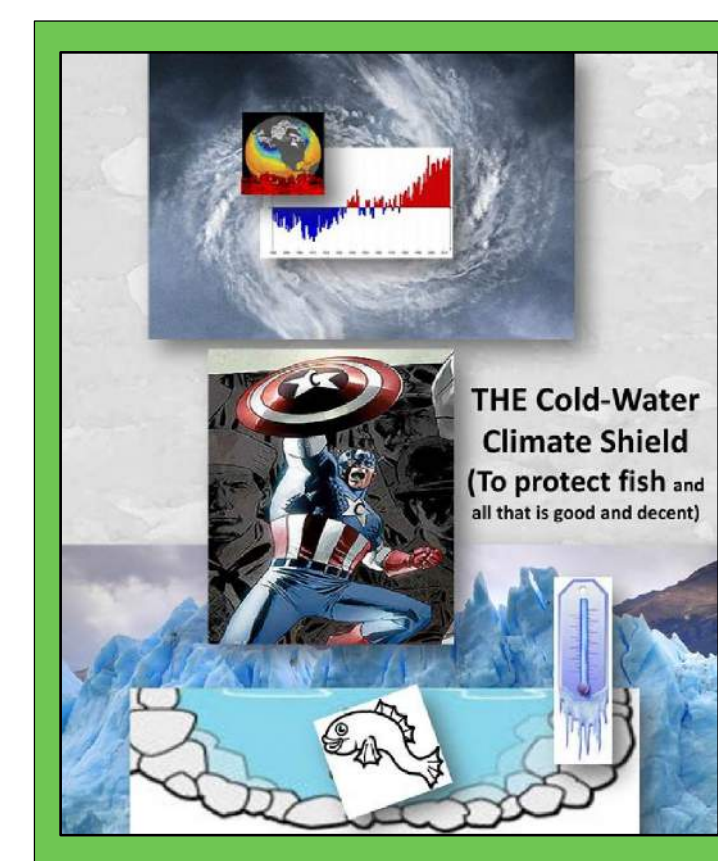 THE Cold-Water
Climate Shield
(To protect fish and
all that is good and decent)
C
C